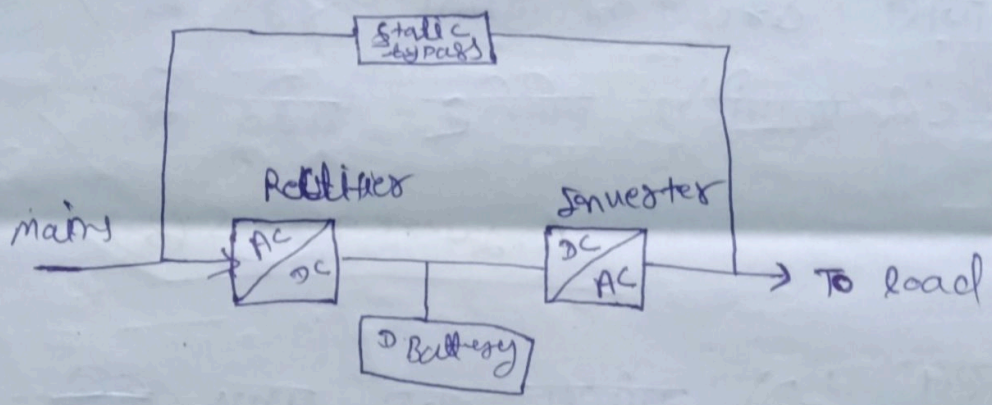 Static
bypass
Rectifier
Inverter
Mains
AC
DC
DC
AC
To load
D Battery